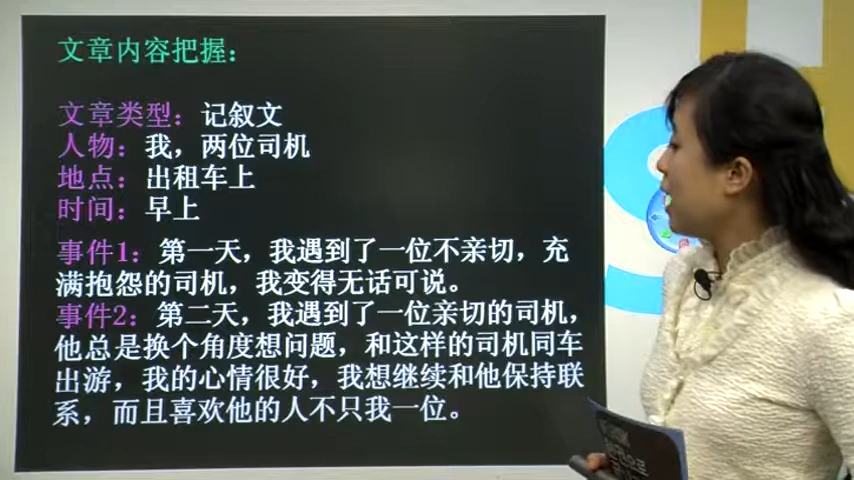 文章内容把握：
文章类型：记叙文
人物：我，两位司机
地点：出租车上
时间：早上
事件1：第一天，我遇到了一位不亲切，充
满抱怨的司机，我变得无话可说。
事件2：第二天，我遇到了一位亲切的司机，
他总是换个角度想问题，和这样的司机同车
出游，我的心情很好，我想继续和他保持联
系，而且喜欢他的人不只我一位。